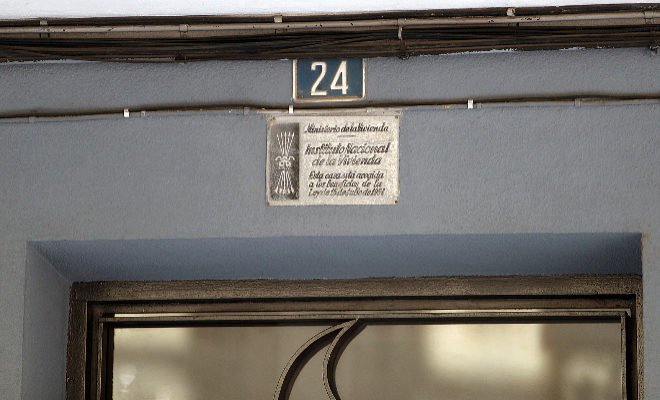 24
Ministerio de la Vivienda
Instituto Nacional
de la Vivienda
Esta casa está acogida
a los beneficios de la
Ley de 15 de Julio de